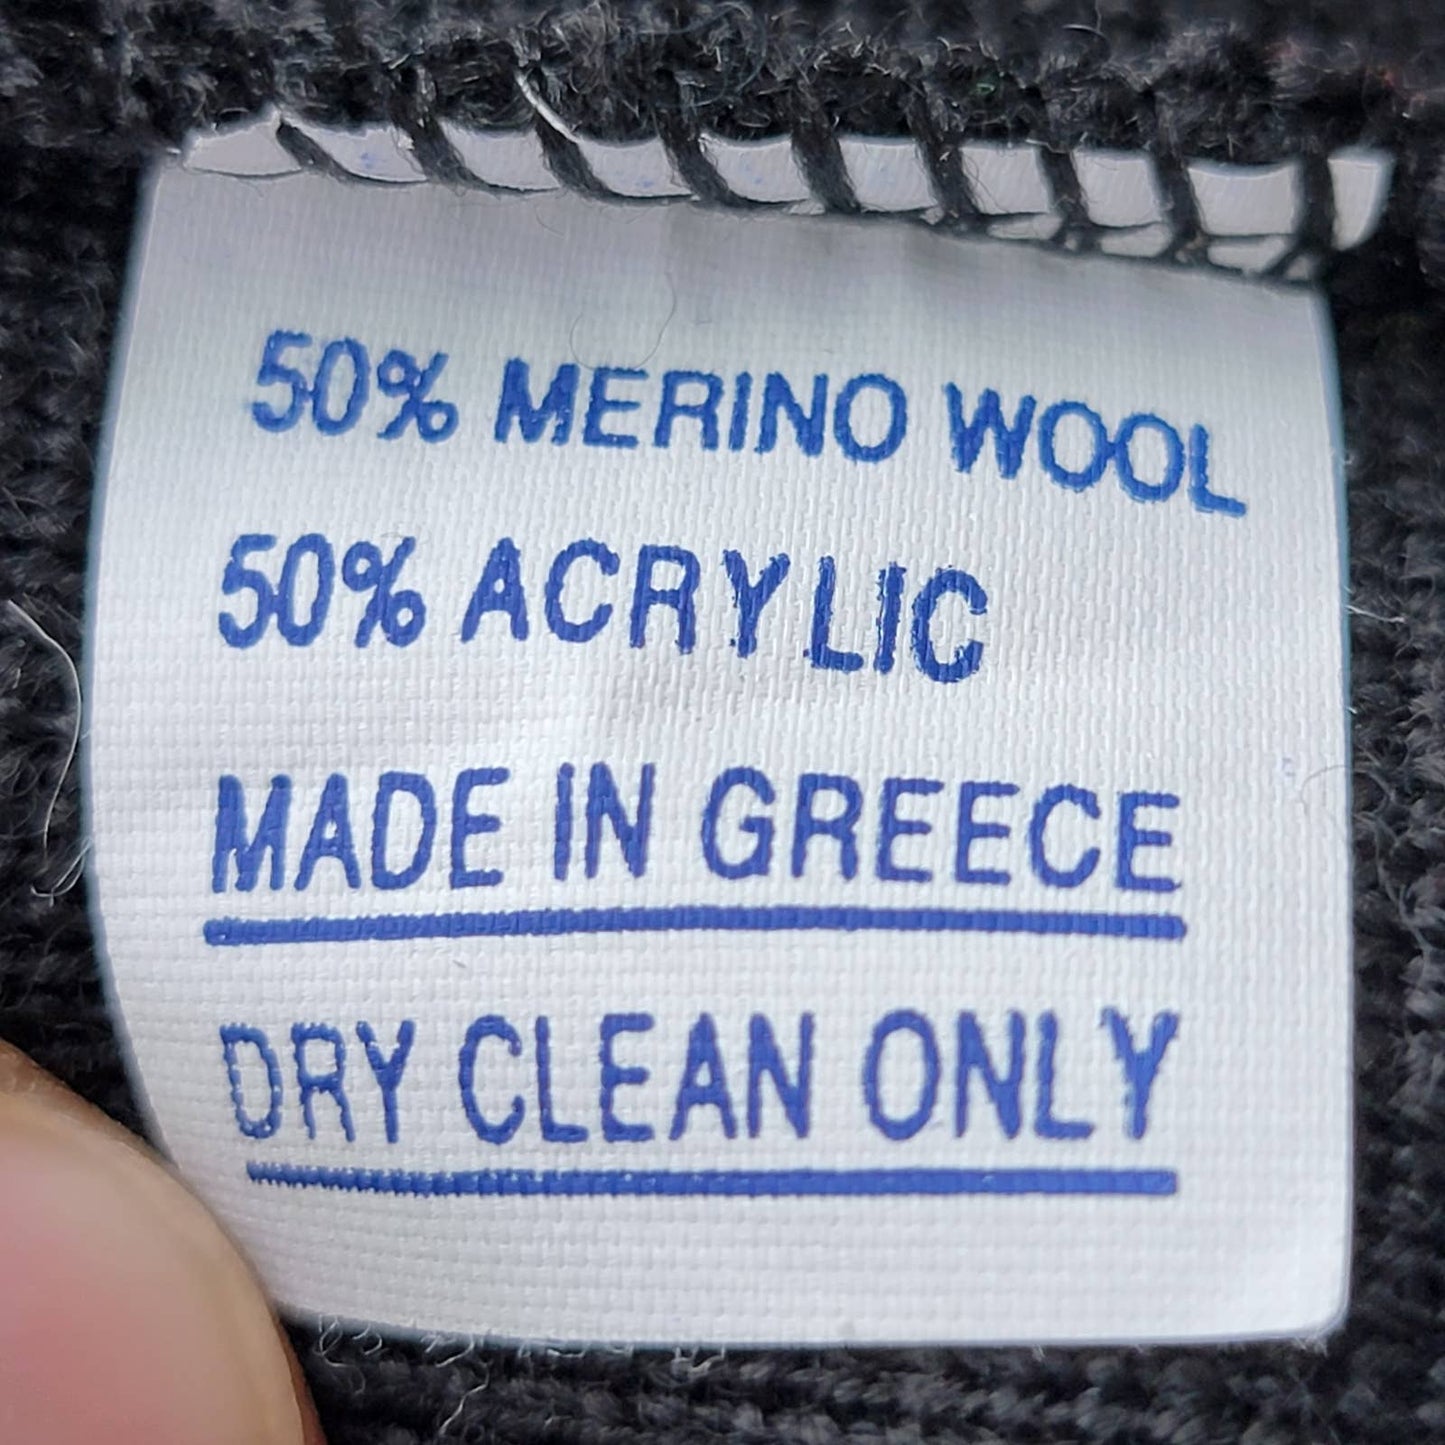 50% MERINO WOOL
50% ACRYLIC
MADE IN GREECE
DRY CLEAN ONLY